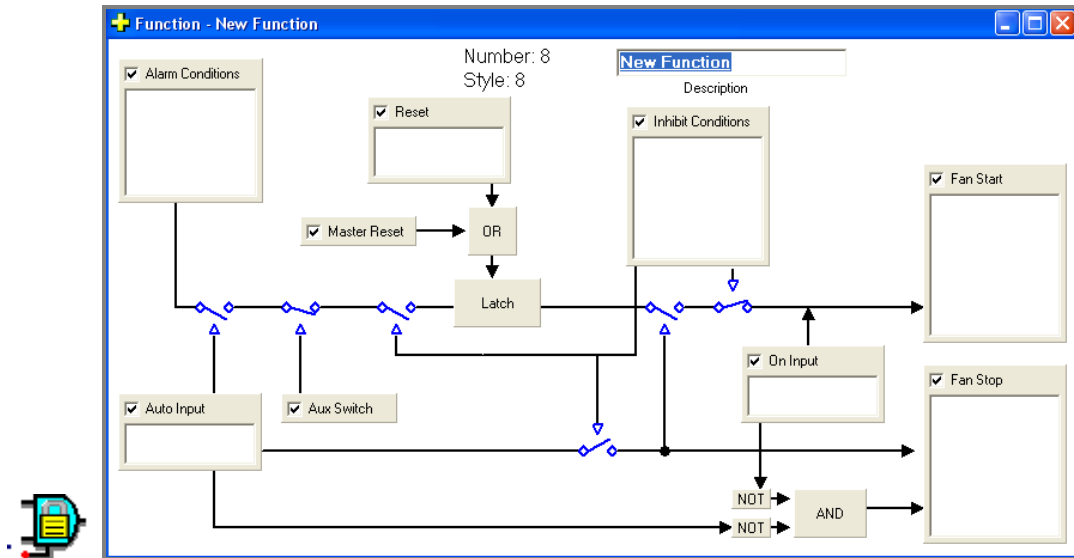 Function - New Function
Number: 8
Style: 8
New Function
Description
Alarm Conditions
Reset
Inhibit Conditions
Fan Start
Master Reset
OR
Latch
On Input
Fan Stop
Auto Input
Aux Switch
NOT
NOT
AND